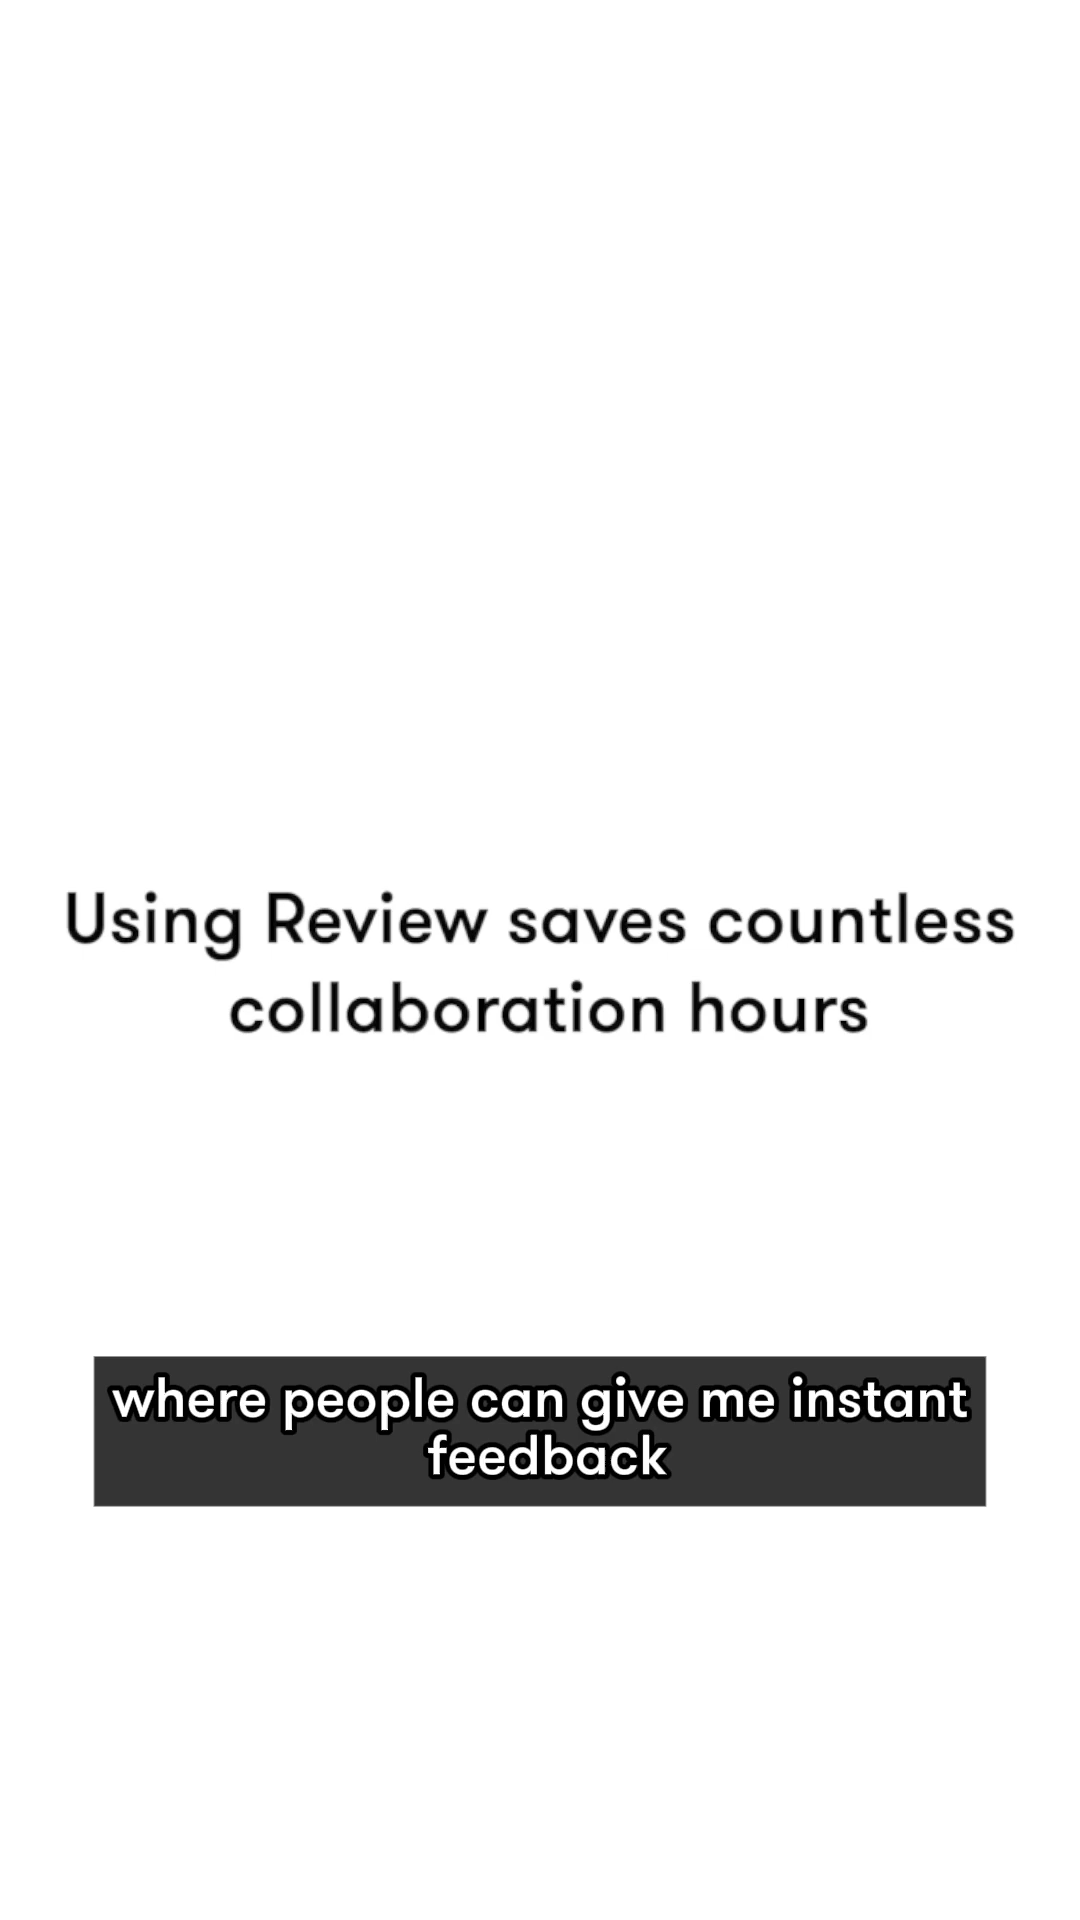 Using Review saves countless
collaboration hours
where people can give me instant
feedback